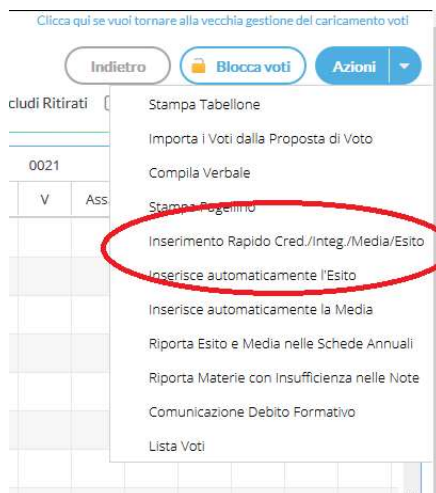 Clicca qui se vuoi tornare alla vecchia gestione del caricamento voti
Indietro
Blocca voti
Azioni
cludi Ritirati
0021
V
Ass
Stampa Tabellone
Importa i Voti dalla Proposta di Voto
Compila Verbale
Stampa Pagellino
Inserimento Rapido Cred./Integ./Media/Esito
Inserisce automaticamente l'Esito
Inserisce automaticamente la Media
Riporta Esito e Media nelle Schede Annuali
Riporta Materie con Insufficienza nelle Note
Comunicazione Debito Formativo
Lista Voti